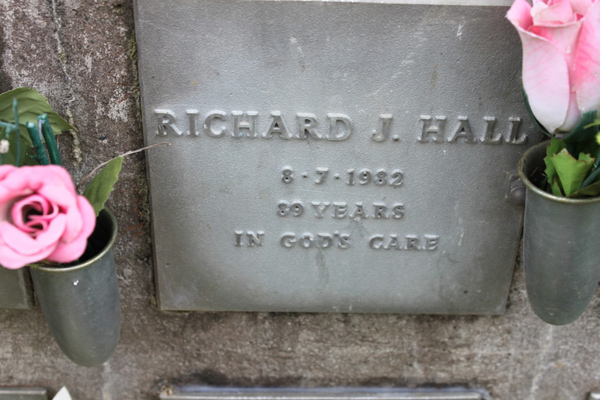 RICHARD J. HALL
8·7·1982
89 YEARS
IN GOD'S CARE